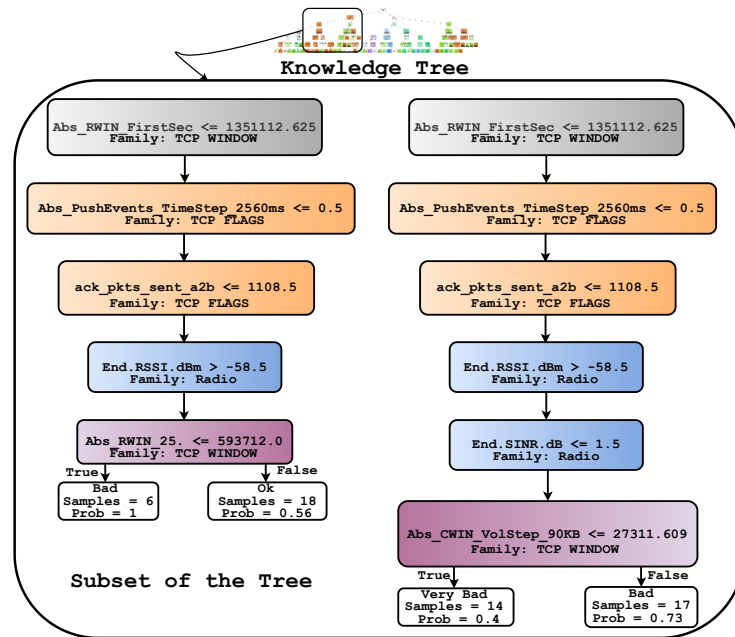 Knowledge Tree
Abs_RWIN_FirstSec <= 1351112.625
Family: TCP WINDOW
Abs_PushEvents_TimeStep_2560ms <= 0.5
Family: TCP FLAGS
ack_pkts_sent_a2b <= 1108.5
Family: TCP FLAGS
End.RSSI.dBm > -58.5
Family: Radio
Abs_RWIN_25. <= 593712.0
Family: TCP WINDOW
True
False
Bad
Samples = 6
Prob = 1
Ok
Samples = 18
Prob = 0.56
Abs_RWIN_FirstSec <= 1351112.625
Family: TCP WINDOW
Abs_PushEvents_TimeStep_2560ms <= 0.5
Family: TCP FLAGS
ack_pkts_sent_a2b <= 1108.5
Family: TCP FLAGS
End.RSSI.dBm > -58.5
Family: Radio
End.SINR.dB <= 1.5
Family: Radio
Abs_CWIN_VolStep_90KB <= 27311.609
Family: TCP WINDOW
True
False
Very Bad
Samples = 14
Prob = 0.4
Bad
Samples = 17
Prob = 0.73
Subset of the Tree